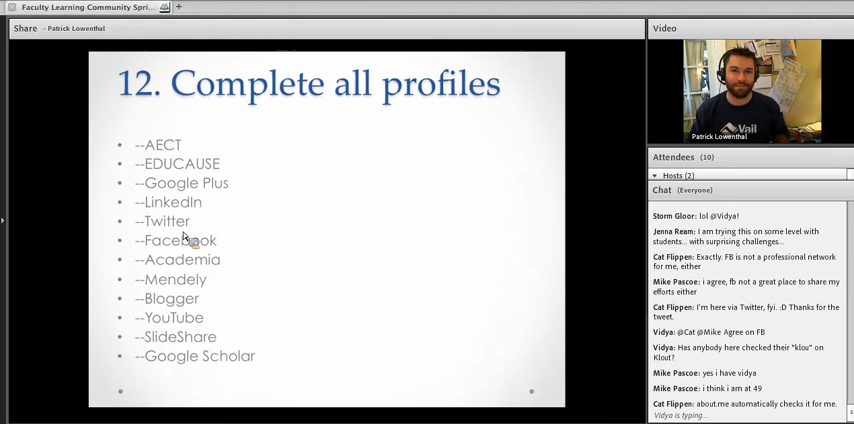 Faculty Learning Community Spri...
Share - Patrick Lowenthal
12. Complete all profiles
• --AECT
• --EDUCAUSE
• --Google Plus
• --LinkedIn
• --Twitter
• --Facebook
• --Academia
• --Mendely
• --Blogger
• --YouTube
• --SlideShare
• --Google Scholar
Video
Vail
Patrick Lowenthal
Attendees (10)
Hosts (2)
Chat (Everyone)
Storm Gloor: lol @Vidya!
Jenna Ream: I am trying this on some level with
students... with surprising challenges...
Cat Flippen: Exactly. FB is not a professional network
for me, either
Mike Pascoe: i agree, fb not a great place to share my
efforts either
Cat Flippen: I'm here via Twitter, fyi. :D Thanks for the
tweet.
Vidya: @Cat @Mike Agree on FB
Vidya: Has anybody here checked their "klou" on
Klout?
Mike Pascoe: yes i have vidya
Mike Pascoe: i think i am at 49
Cat Flippen: about.me automatically checks it for me.
Vidya is typing...